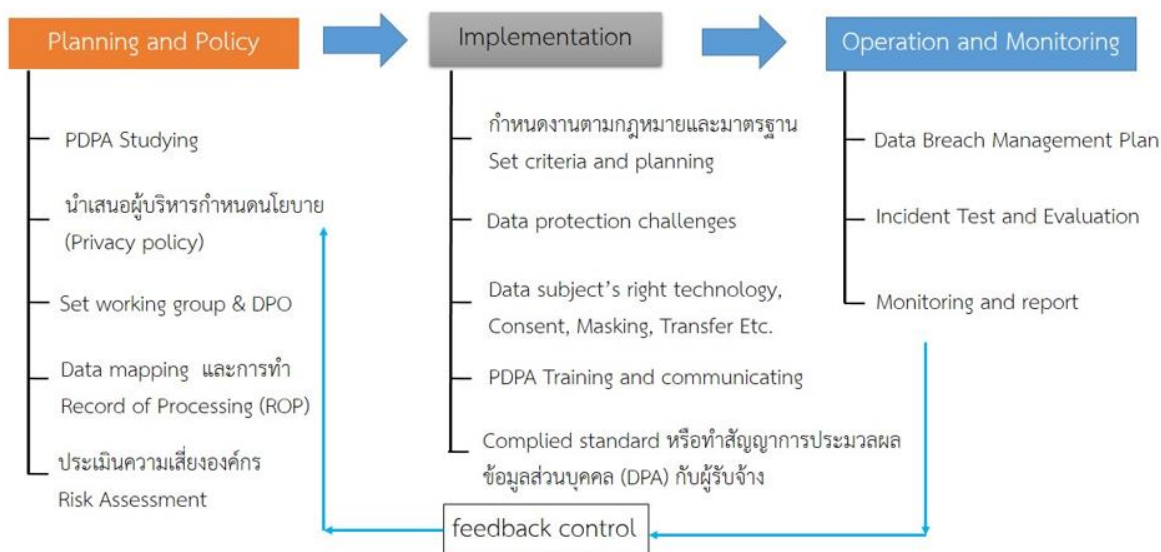 Planning and Policy
PDPA Studying
นำเสนอผู้บริหารกำหนดนโยบาย
(Privacy policy)
Set working group & DPO
Data mapping และการทำ
Record of Processing (ROP)
ประเมินความเสี่ยงองค์กร
Risk Assessment
Implementation
กำหนดงานตามกฎหมายและมาตรฐาน
Set criteria and planning
Data protection challenges
Data subject's right technology,
Consent, Masking, Transfer Etc.
PDPA Training and communicating
Complied standard หรือทำสัญญาการประมวลผล
ข้อมูลส่วนบุคคล (DPA) กับผู้รับจ้าง
Operation and Monitoring
Data Breach Management Plan
Incident Test and Evaluation
Monitoring and report
feedback control